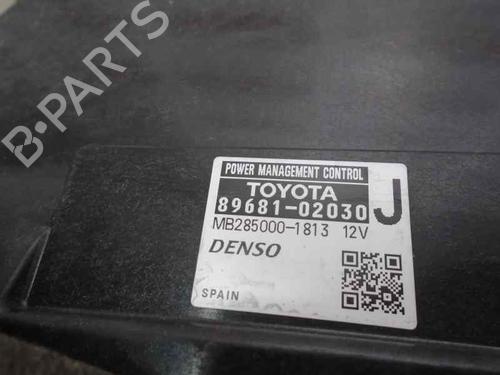 B-PARTS
POWER MANAGEMENT CONTROL
TOYOTA
89681-02030 J
MB285000-1813 12V
DENSO
SPAIN